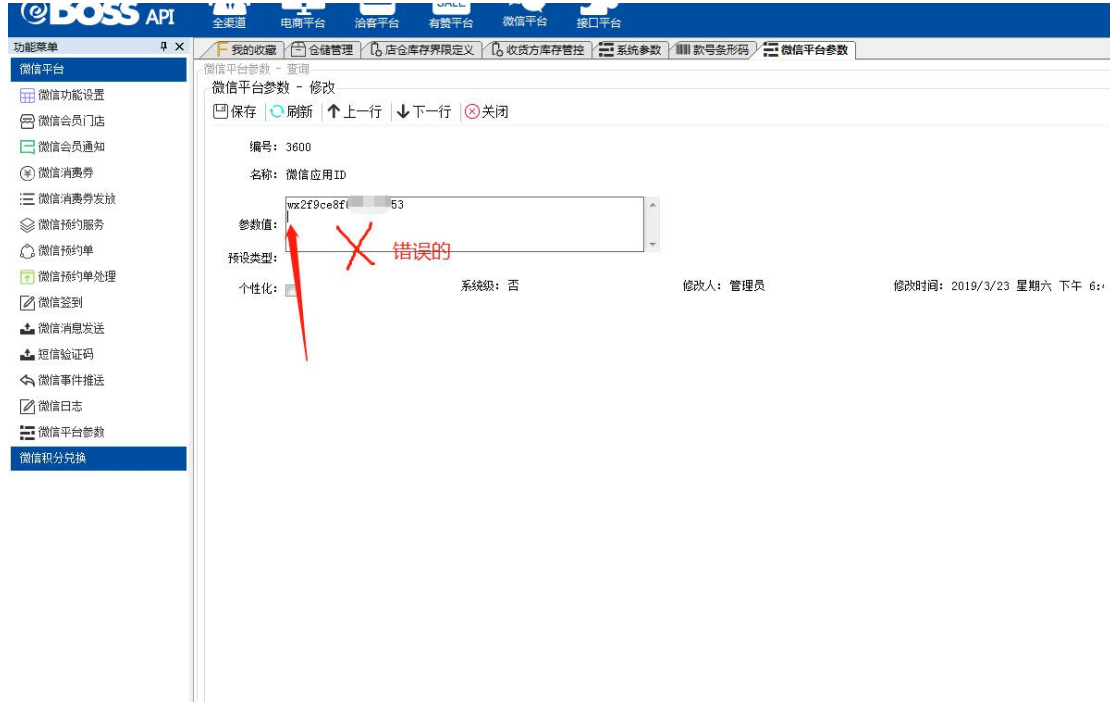 eBOSS API
全渠道 电商平台 洽客平台 有赞平台 微信平台 接口平台
功能菜单
我的收藏 仓储管理 店仓库存界限定义 收货方库存管控 系统参数 款号条形码 微信平台参数
微信平台
微信功能设置
微信会员门店
微信会员通知
微信消费券
微信消费券发放
微信预约服务
微信预约单
微信预约单处理
微信签到
微信消息发送
短信验证码
微信事件推送
微信日志
微信平台参数
微信积分兑换
微信平台参数 - 查询
微信平台参数 - 修改
保存 刷新 上一行 下一行 关闭
编号: 3600
名称: 微信应用ID
参数值: wx2f9ce8f 53
错误的
预设类型:
个性化: 系统级: 否 修改人: 管理员 修改时间: 2019/3/23 星期六 下午 6: